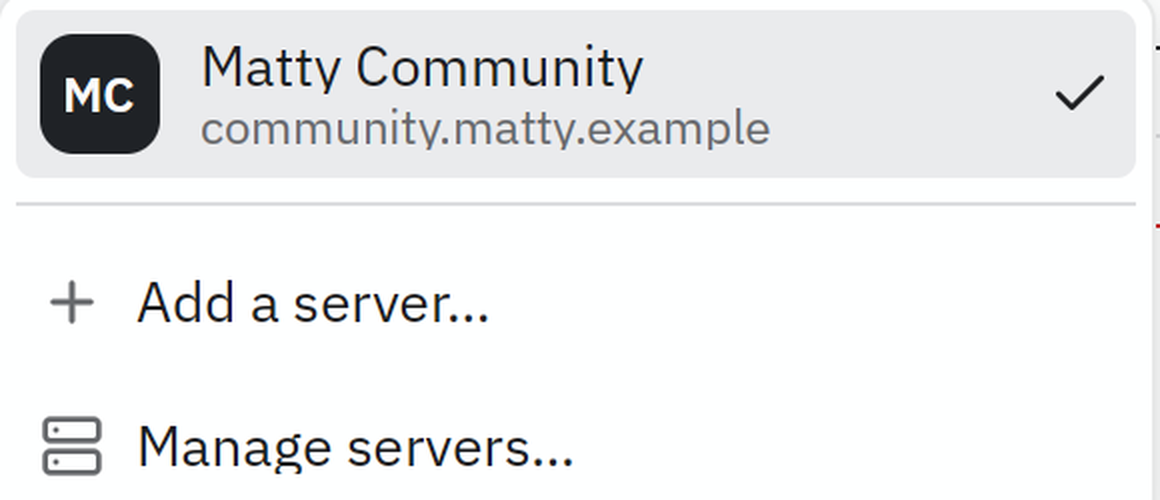 MC
Matty Community
community.matty.example
Add a server...
Manage servers...